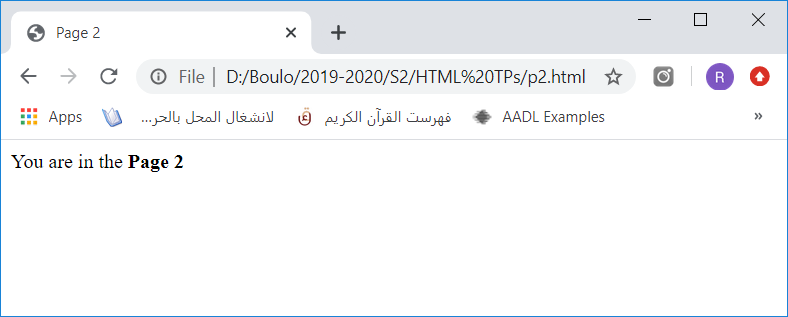 Page 2
File | D:/Boulo/2019-2020/S2/HTML%20TPs/p2.html R
Apps لانشغال المحل بالحر... فهرست القرآن الكريم AADL Examples »
You are in the Page 2